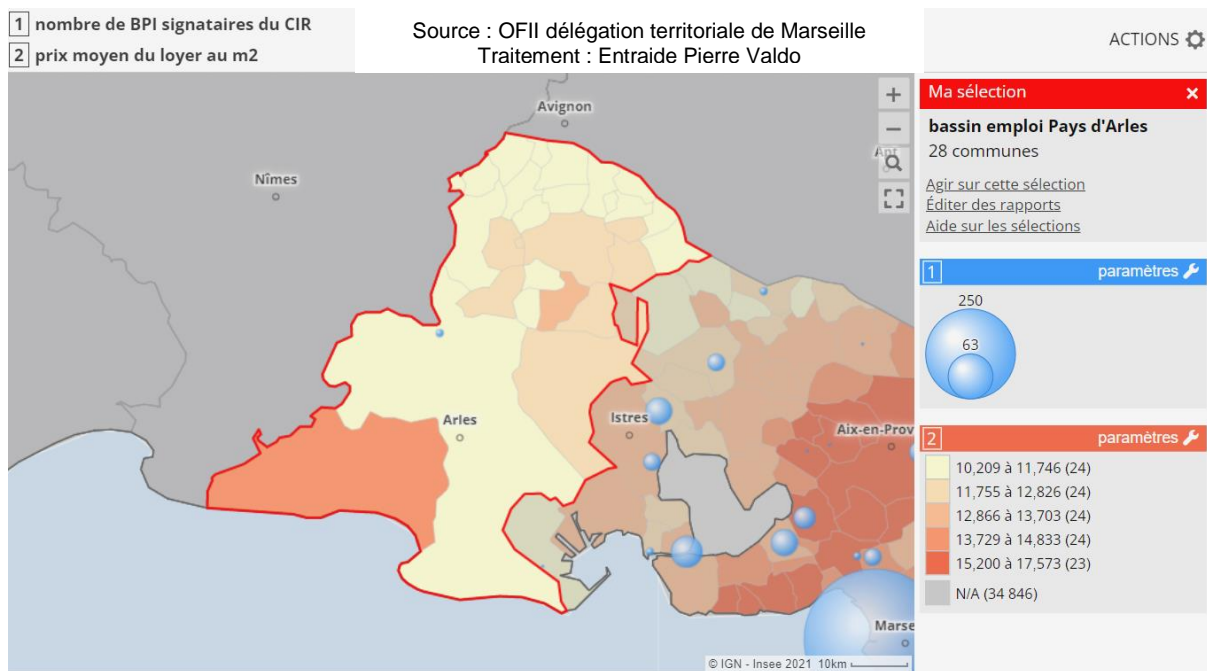 1 nombre de BPI signataires du CIR
2 prix moyen du loyer au m2
Source : OFII délégation territoriale de Marseille
Traitement : Entraide Pierre Valdo
ACTIONS
Avignon
Nîmes
Arles
Istres
Aix-en-Prov
Marse
© IGN - Insee 2021 10km
Ma sélection ×
bassin emploi Pays d'Arles
28 communes
Agir sur cette sélection
Éditer des rapports
Aide sur les sélections
1 paramètres
250
63
2 paramètres
10,209 à 11,746 (24)
11,755 à 12,826 (24)
12,866 à 13,703 (24)
13,729 à 14,833 (24)
15,200 à 17,573 (23)
N/A (34 846)